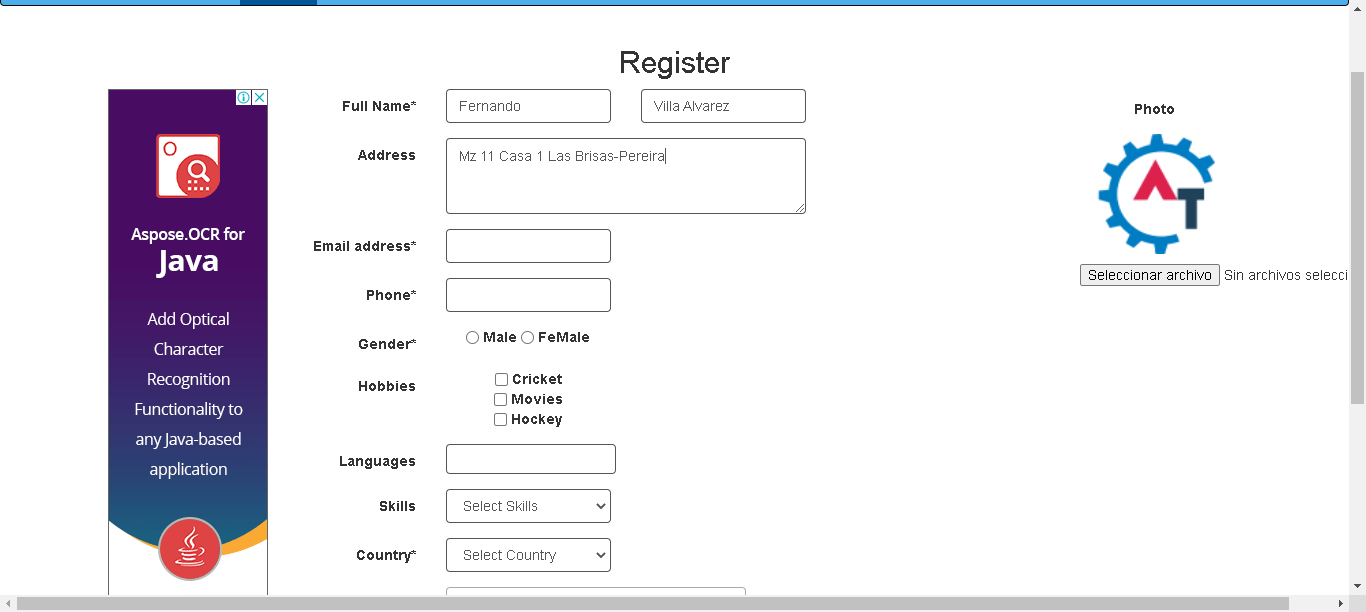 Register
Full Name*
Fernando
Villa Alvarez
Address
Mz 11 Casa 1 Las Brisas-Pereira
Email address*
Phone*
Gender*
Male
FeMale
Hobbies
Cricket
Movies
Hockey
Languages
Skills
Select Skills
Country*
Select Country
Photo
AT
Seleccionar archivo
Sin archivos selecci
Aspose.OCR for
Java
Add Optical
Character
Recognition
Functionality to
any Java-based
application